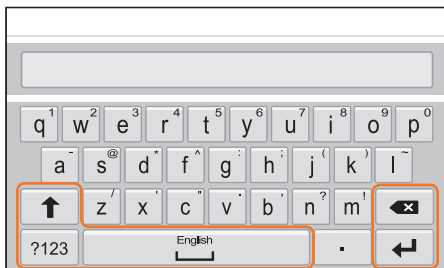 q 1 w 2 e 3 r 4 t 5 y 6 u 7 i 8 o 9 p 0
a - s @ d * f ^ g : h ; j ( k ) l ~
z / x ' c " v . b , n ? m !
?123 English .